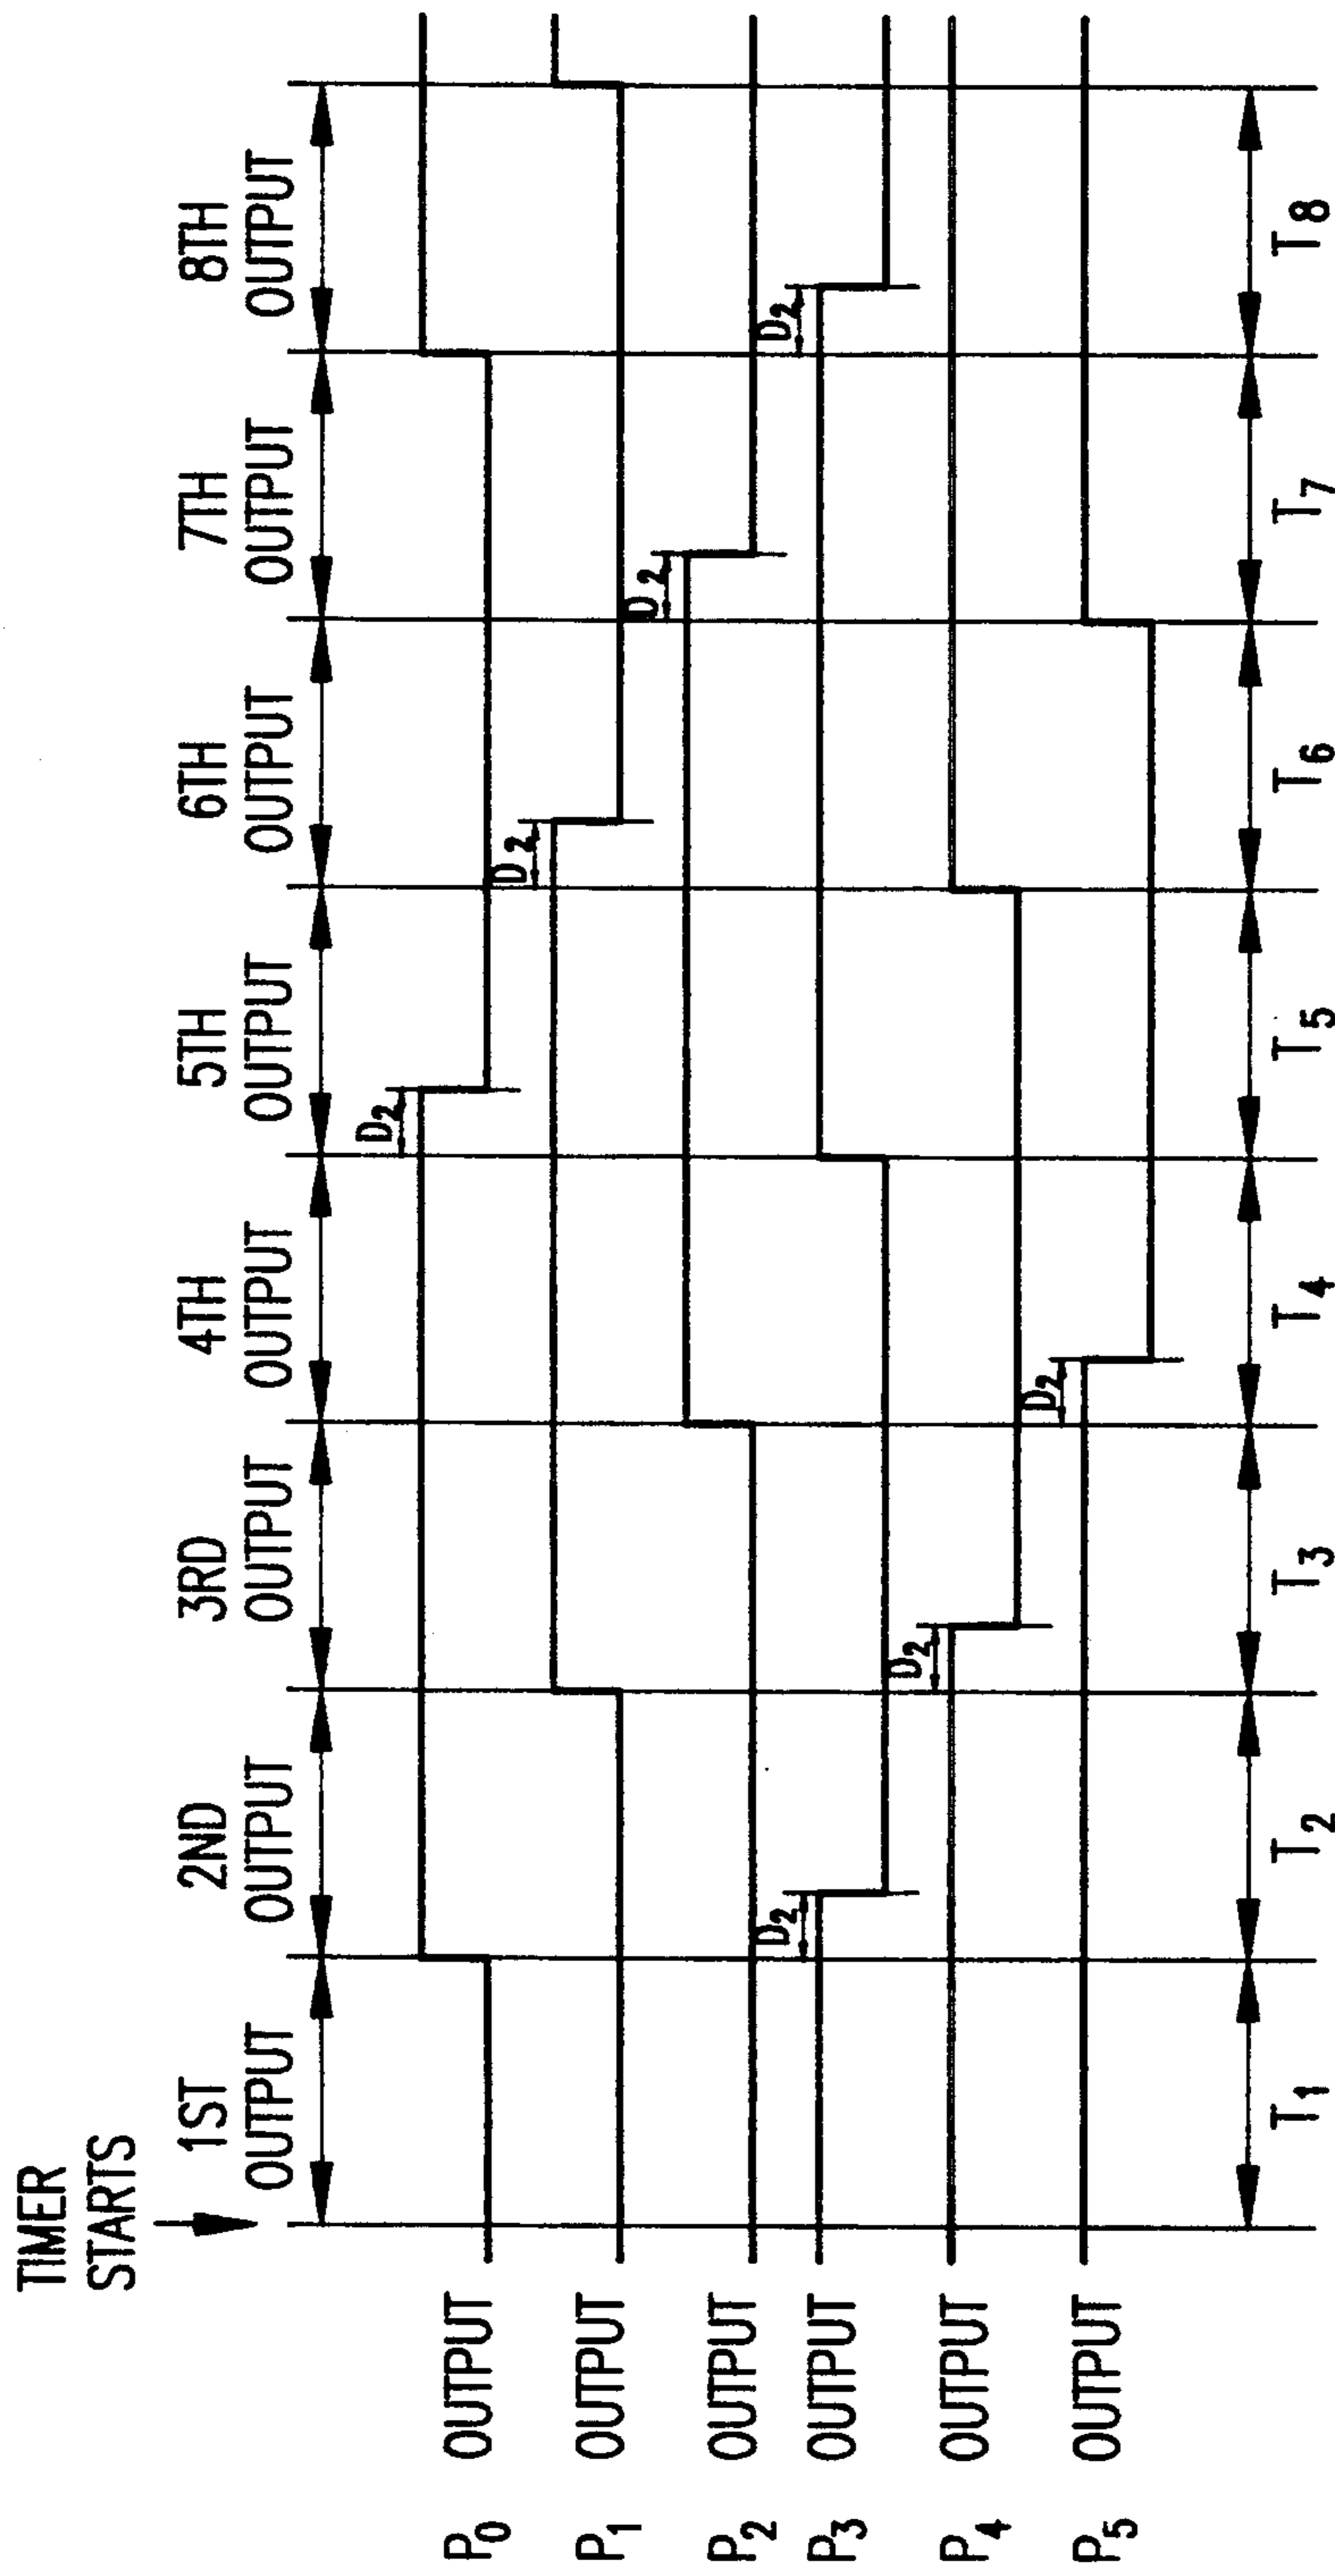 TIMER
STARTS
1ST
OUTPUT
2ND
OUTPUT
3RD
OUTPUT
4TH
OUTPUT
5TH
OUTPUT
6TH
OUTPUT
7TH
OUTPUT
8TH
OUTPUT
P0 OUTPUT
D2
P1 OUTPUT
D2
P2 OUTPUT
D2
P3 OUTPUT
D2
D2
P4 OUTPUT
D2
P5 OUTPUT
D2
T1
T2
T3
T4
T5
T6
T7
T8